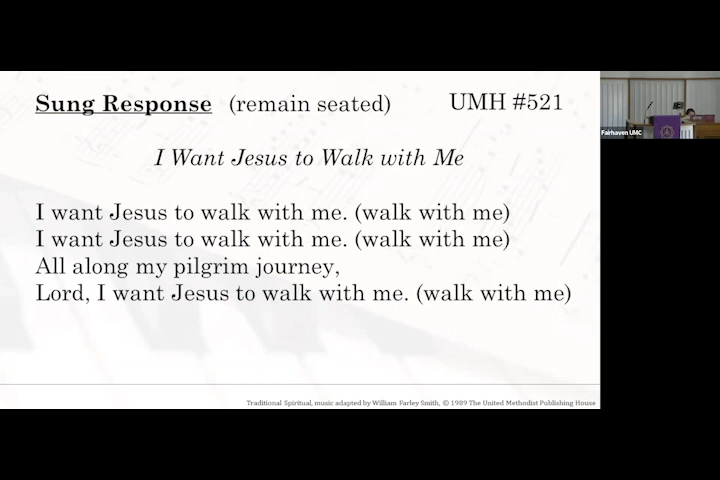 Sung Response (remain seated) UMH #521
I Want Jesus to Walk with Me
I want Jesus to walk with me. (walk with me)
I want Jesus to walk with me. (walk with me)
All along my pilgrim journey,
Lord, I want Jesus to walk with me. (walk with me)
Traditional Spiritual, music adapted by William Farley Smith, © 1989 The United Methodist Publishing House
Fairhaven UMC